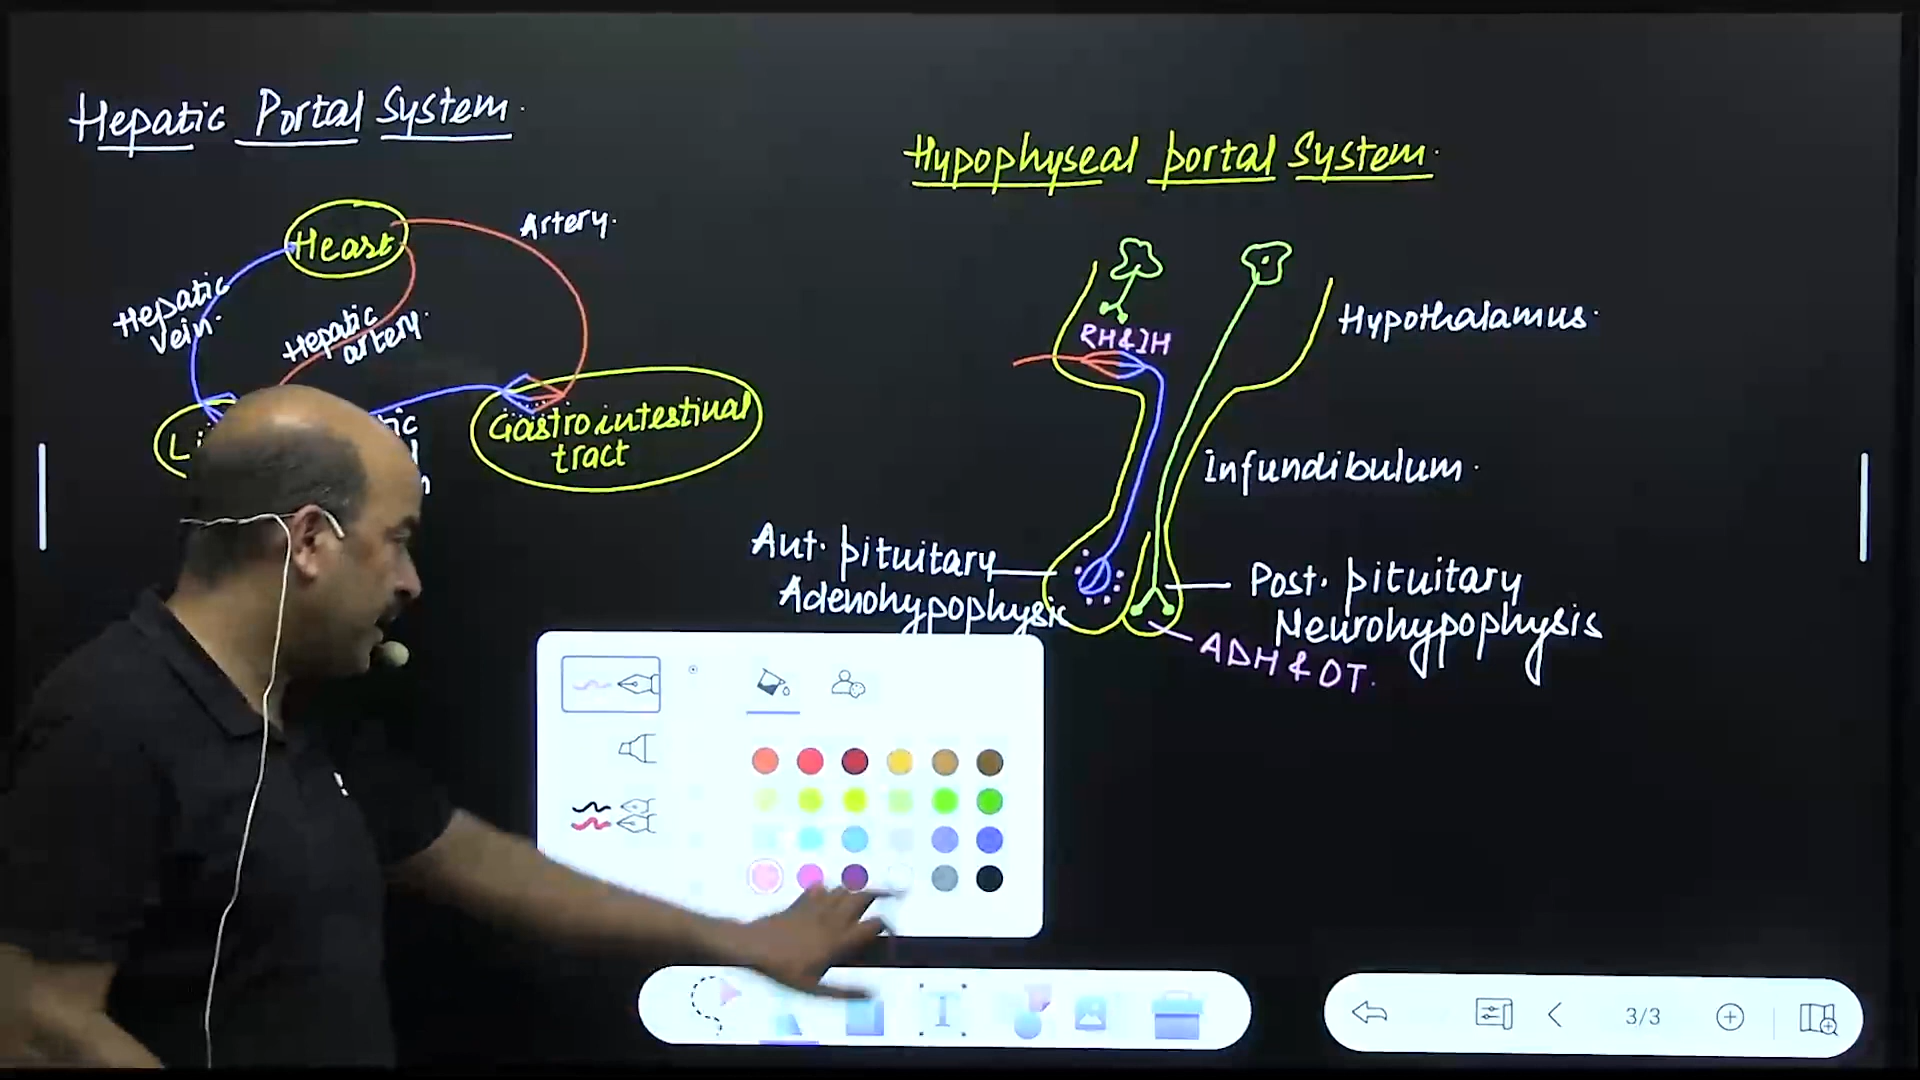 Hepatic Portal System.
Hypophyseal portal System.
Heart
Artery.
Hepatic
vein.
Hepatic
artery.
RH & IH
Hypothalamus.
Gastrointestinal
tract
Infundibulum.
Ant. pituitary
Adenohypophysis
Post. pituitary
Neurohypophysis
ADH & OT.
T
3/3